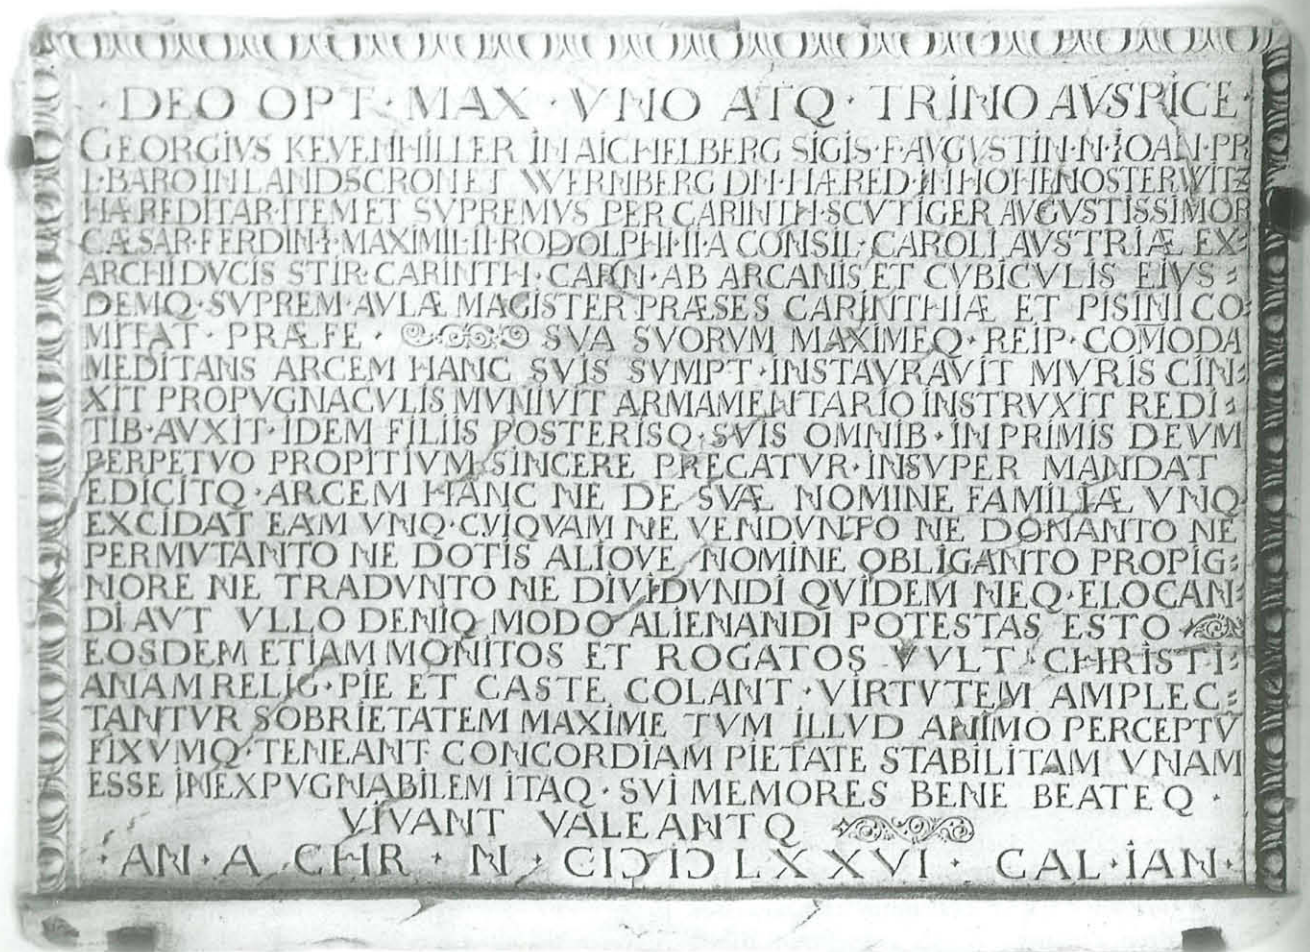 · DEO OPT · MAX · VNO ATQ · TRINO AVSPICE ·
GEORGIVS KEVENHILLER IN AICHELBERG SIGIS · F · AVGVSTIN · N · IOAN · PR
L · BARO IN LANDSCRON ET WERNBERG DN · HÆRED · IN HOHENOSTERWITZ
HÆREDITAR · ITEM ET SVPREMVS PER CARINTH · SCVTIGER AVGVSTISSIMOR
CÆSAR · FERDIN · I · MAXIMIL · II · RODOLPHI · II · A CONSIL · CAROLI AVSTRIÆ EX:
ARCHIDVCIS STIR · CARINTH · CARN · AB ARCANIS ET CVBICVLIS EIVS :
DEMQ · SVPREM · AVLÆ MAGISTER PRÆSES CARINTHIÆ ET PISINI CO:
MITAT · PRÆFE · SVA SVORVM MAXIMEQ · REIP · COM̄ODA
MEDITANS ARCEM HANC SVIS SVMPT · INSTAVRAVIT MVRIS CIN:
XIT PROPVGNACVLIS MVNIVIT ARMAMENTARIO INSTRVXIT REDI :
TIB · AVXIT · IDEM FILIIS POSTERISQ · SVIS OMNIB · IN PRIMIS DEVM
PERPETVO PROPITIVM SINCERE PRECATVR · INSVPER MANDAT
EDICITQ · ARCEM HANC NE DE SVÆ NOMINE FAMILIÆ VNQ
EXCIDAT EAM VNQ · CVIQVAM NE VENDVNTO NE DONANTO NE
PERMVTANTO NE DOTIS ALIOVE NOMINE OBLIGANTO PROPIG:
NORE NE TRADVNTO NE DIVIDVNDI QVIDEM NEQ · ELOCAN:
DI AVT VLLO DENIQ MODO ALIENANDI POTESTAS ESTO
EOSDEM ETIAM MONITOS ET ROGATOS VVLT · CHRISTI:
ANAM RELIG · PIE ET CASTE COLANT · VIRTVTEM AMPLEC:
TANTVR SOBRIETATEM MAXIME TVM ILLVD ANIMO PERCEPTV̄
FIXVMQ · TENEANT CONCORDIAM PIETATE STABILITAM VNAM
ESSE INEXPVGNABILEM ITAQ · SVI MEMORES BENE BEATEQ ·
VIVANT VALEANTQ
· AN · A CHR · N · CIↃIↃ LXXVI · CAL · IAN ·